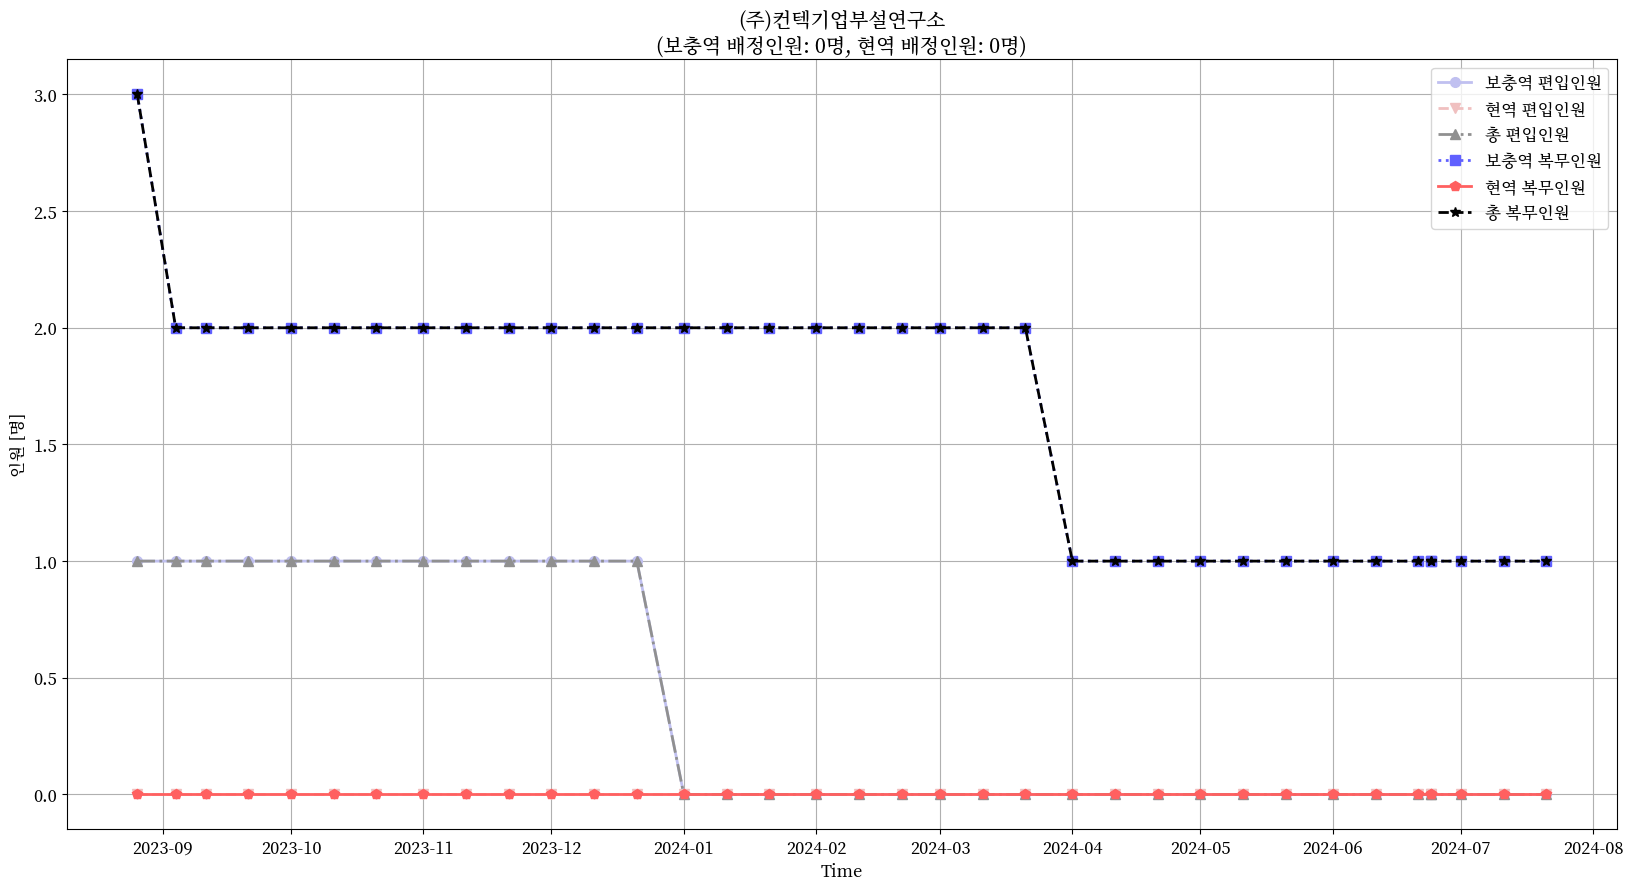 (주)컨텍기업부설연구소
(보충역 배정인원: 0명, 현역 배정인원: 0명)
보충역 편입인원
현역 편입인원
총 편입인원
보충역 복무인원
현역 복무인원
총 복무인원
인원 [명]
3.0
2.5
2.0
1.5
1.0
0.5
0.0
2023-09
2023-10
2023-11
2023-12
2024-01
2024-02
2024-03
2024-04
2024-05
2024-06
2024-07
2024-08
Time